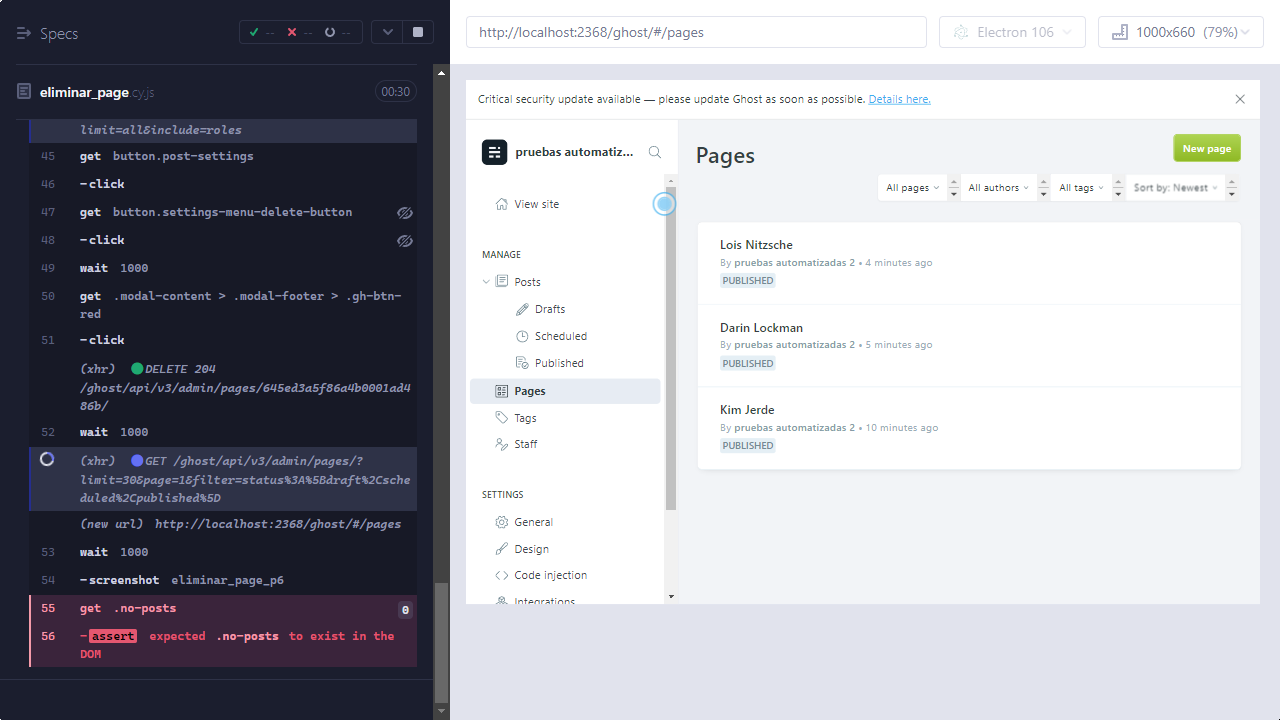 Specs
-- -- --
eliminar_page.cy.js
00:30
limit=all&include=roles
45 get button.post-settings
46 -click
47 get button.settings-menu-delete-button
48 -click
49 wait 1000
50 get .modal-content > .modal-footer > .gh-btn-
red
51 -click
(xhr) DELETE 204
/ghost/api/v3/admin/pages/645ed3a5f86a4b0001ad4
86b/
52 wait 1000
(xhr) GET /ghost/api/v3/admin/pages/?
limit=30&page=1&filter=status%3A%5Bdraft%2Csche
duled%2Cpublished%5D
(new url) http://localhost:2368/ghost/#/pages
53 wait 1000
54 -screenshot eliminar_page_p6
55 get .no-posts 0
56 -assert expected .no-posts to exist in the
DOM
http://localhost:2368/ghost/#/pages
Electron 106
1000x660 (79%)
Critical security update available — please update Ghost as soon as possible. Details here.
pruebas automatiz...
View site
MANAGE
Posts
Drafts
Scheduled
Published
Pages
Tags
Staff
SETTINGS
General
Design
Code injection
Integrations
Pages
New page
All pages
All authors
All tags
Sort by: Newest
Lois Nitzsche
By pruebas automatizadas 2 • 4 minutes ago
PUBLISHED
Darin Lockman
By pruebas automatizadas 2 • 5 minutes ago
PUBLISHED
Kim Jerde
By pruebas automatizadas 2 • 10 minutes ago
PUBLISHED